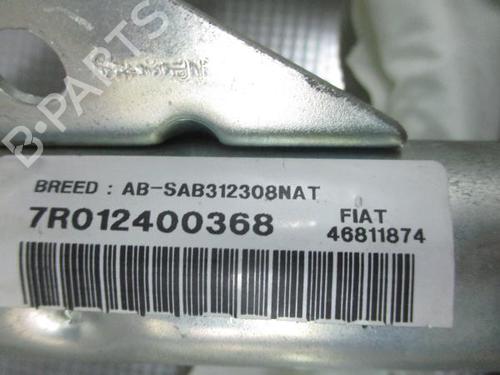 B-PARTS
BREED : AB-SAB312308NAT
7R012400368
FIAT
46811874